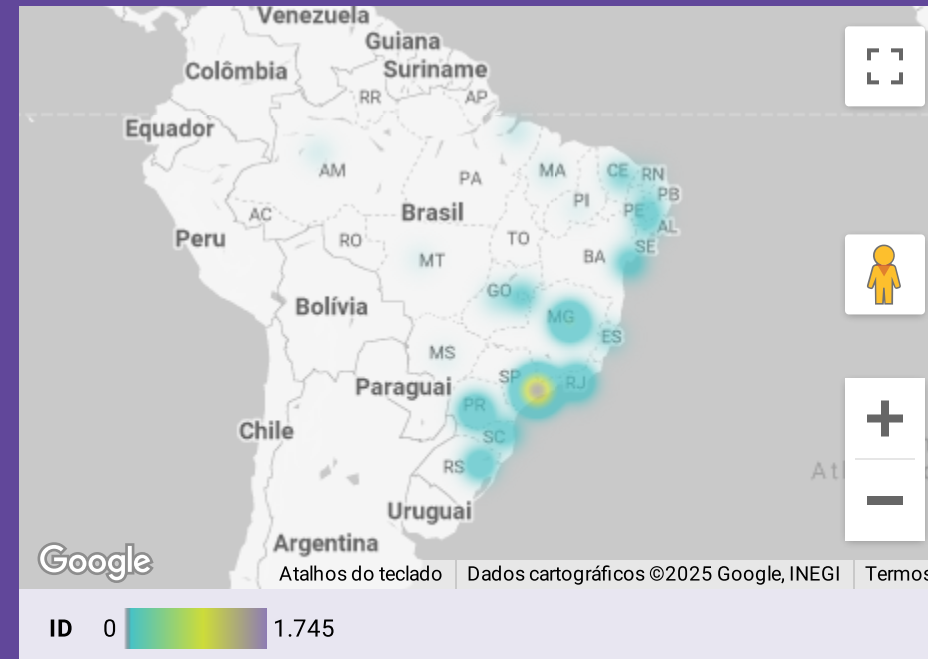 Venezuela
Guiana
Colômbia
Suriname
RR
AP
Equador
AM
PA
MA
CE
RN
PI
PB
AC
Brasil
PE
AL
Peru
RO
TO
SE
MT
BA
GO
Bolívia
MG
ES
MS
SP
RJ
Paraguai
PR
Chile
SC
RS
Atl
Uruguai
Argentina
Google
Atalhos do teclado
Dados cartográficos ©2025 Google, INEGI
Termos
ID 0 1.745